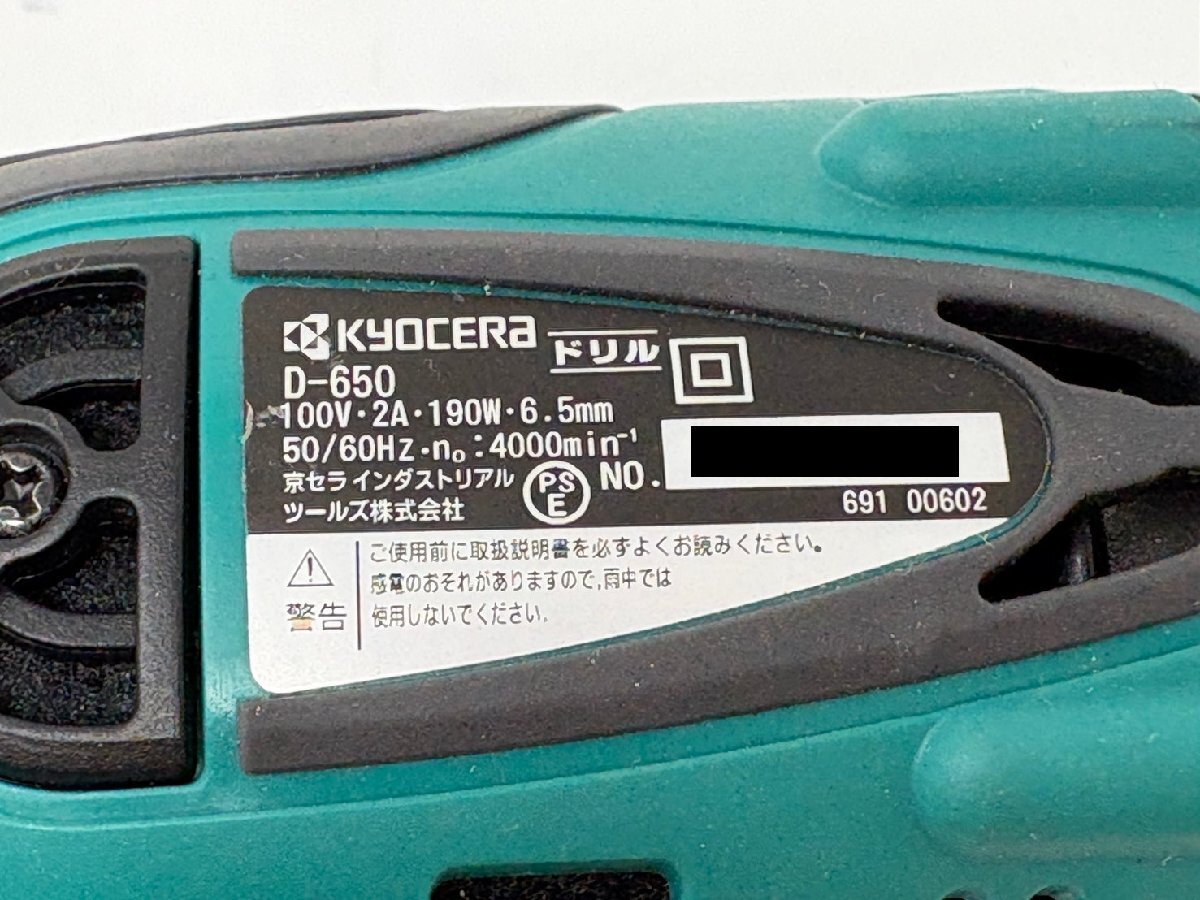 KYOCERA ドリル
D-650
100V・2A・190W・6.5mm
50/60Hz・n₀:4000min⁻¹
京セラインダストリアル
ツールズ株式会社
PS
E
NO.
691 00602
警告
ご使用前に取扱説明書を必ずよくお読みください。
感電のおそれがありますので,雨中では
使用しないでください.